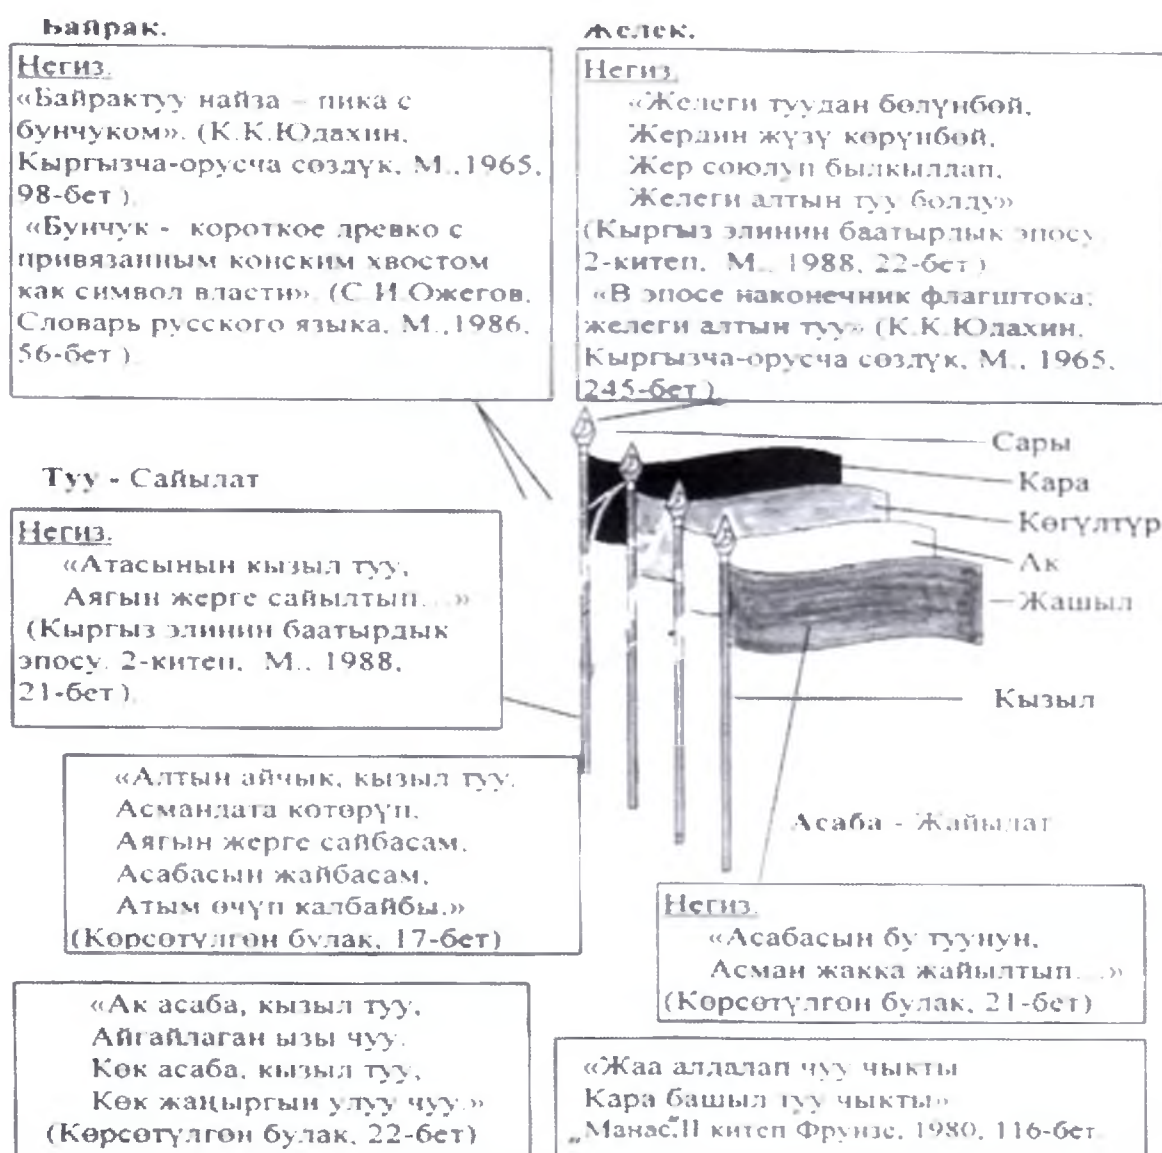 Байрак.
Негиз.
«Байрактуу найза – пика с
бунчуком». (К.К.Юдахин,
Кыргызча-орусча сөздүк, М.,1965,
98-бет).
«Бунчук - короткое древко с
привязанным конским хвостом
как символ власти». (С.И.Ожегов,
Словарь русского языка, М.,1986,
56-бет).
Желек.
Негиз.
«Желеги туудан бөлүнбөй,
Жердин жүзү көрүнбөй,
Жер союлуп былкыллап,
Желеги алтын туу болду»
(Кыргыз элинин баатырдык эпосу
2-китеп, М., 1988, 22-бет)
«В эпосе наконечник флагштока;
желеги алтын туу» (К.К.Юдахин,
Кыргызча-орусча сөздүк, М., 1965,
245-бет)
Сары
Кара
Көгүлтүр
Ак
Жашыл
Кызыл
Туу - Сайылат
Негиз.
«Атасынын кызыл туу,
Аягын жерге сайылтып...»
(Кыргыз элинин баатырдык
эпосу. 2-китеп, М., 1988,
21-бет).
«Алтын айчык, кызыл туу,
Асмандата көтөрүп,
Аягын жерге сайбасам,
Асабасын жайбасам,
Атым өчүп калбайбы.»
(Көрсөтүлгөн булак, 17-бет)
Асаба - Жайылат
Негиз.
«Асабасын бу туунун,
Асман жакка жайылтып...»
(Көрсөтүлгөн булак, 21-бет)
«Ак асаба, кызыл туу,
Айгайлаган ызы чуу.
Көк асаба, кызыл туу,
Көк жаңыргын улуу чуу.»
(Көрсөтүлгөн булак, 22-бет)
«Жаа алдалап чуу чыкты
Кара башыл туу чыкты»
„Манас" II китеп Фрунзе, 1980, 116-бет.